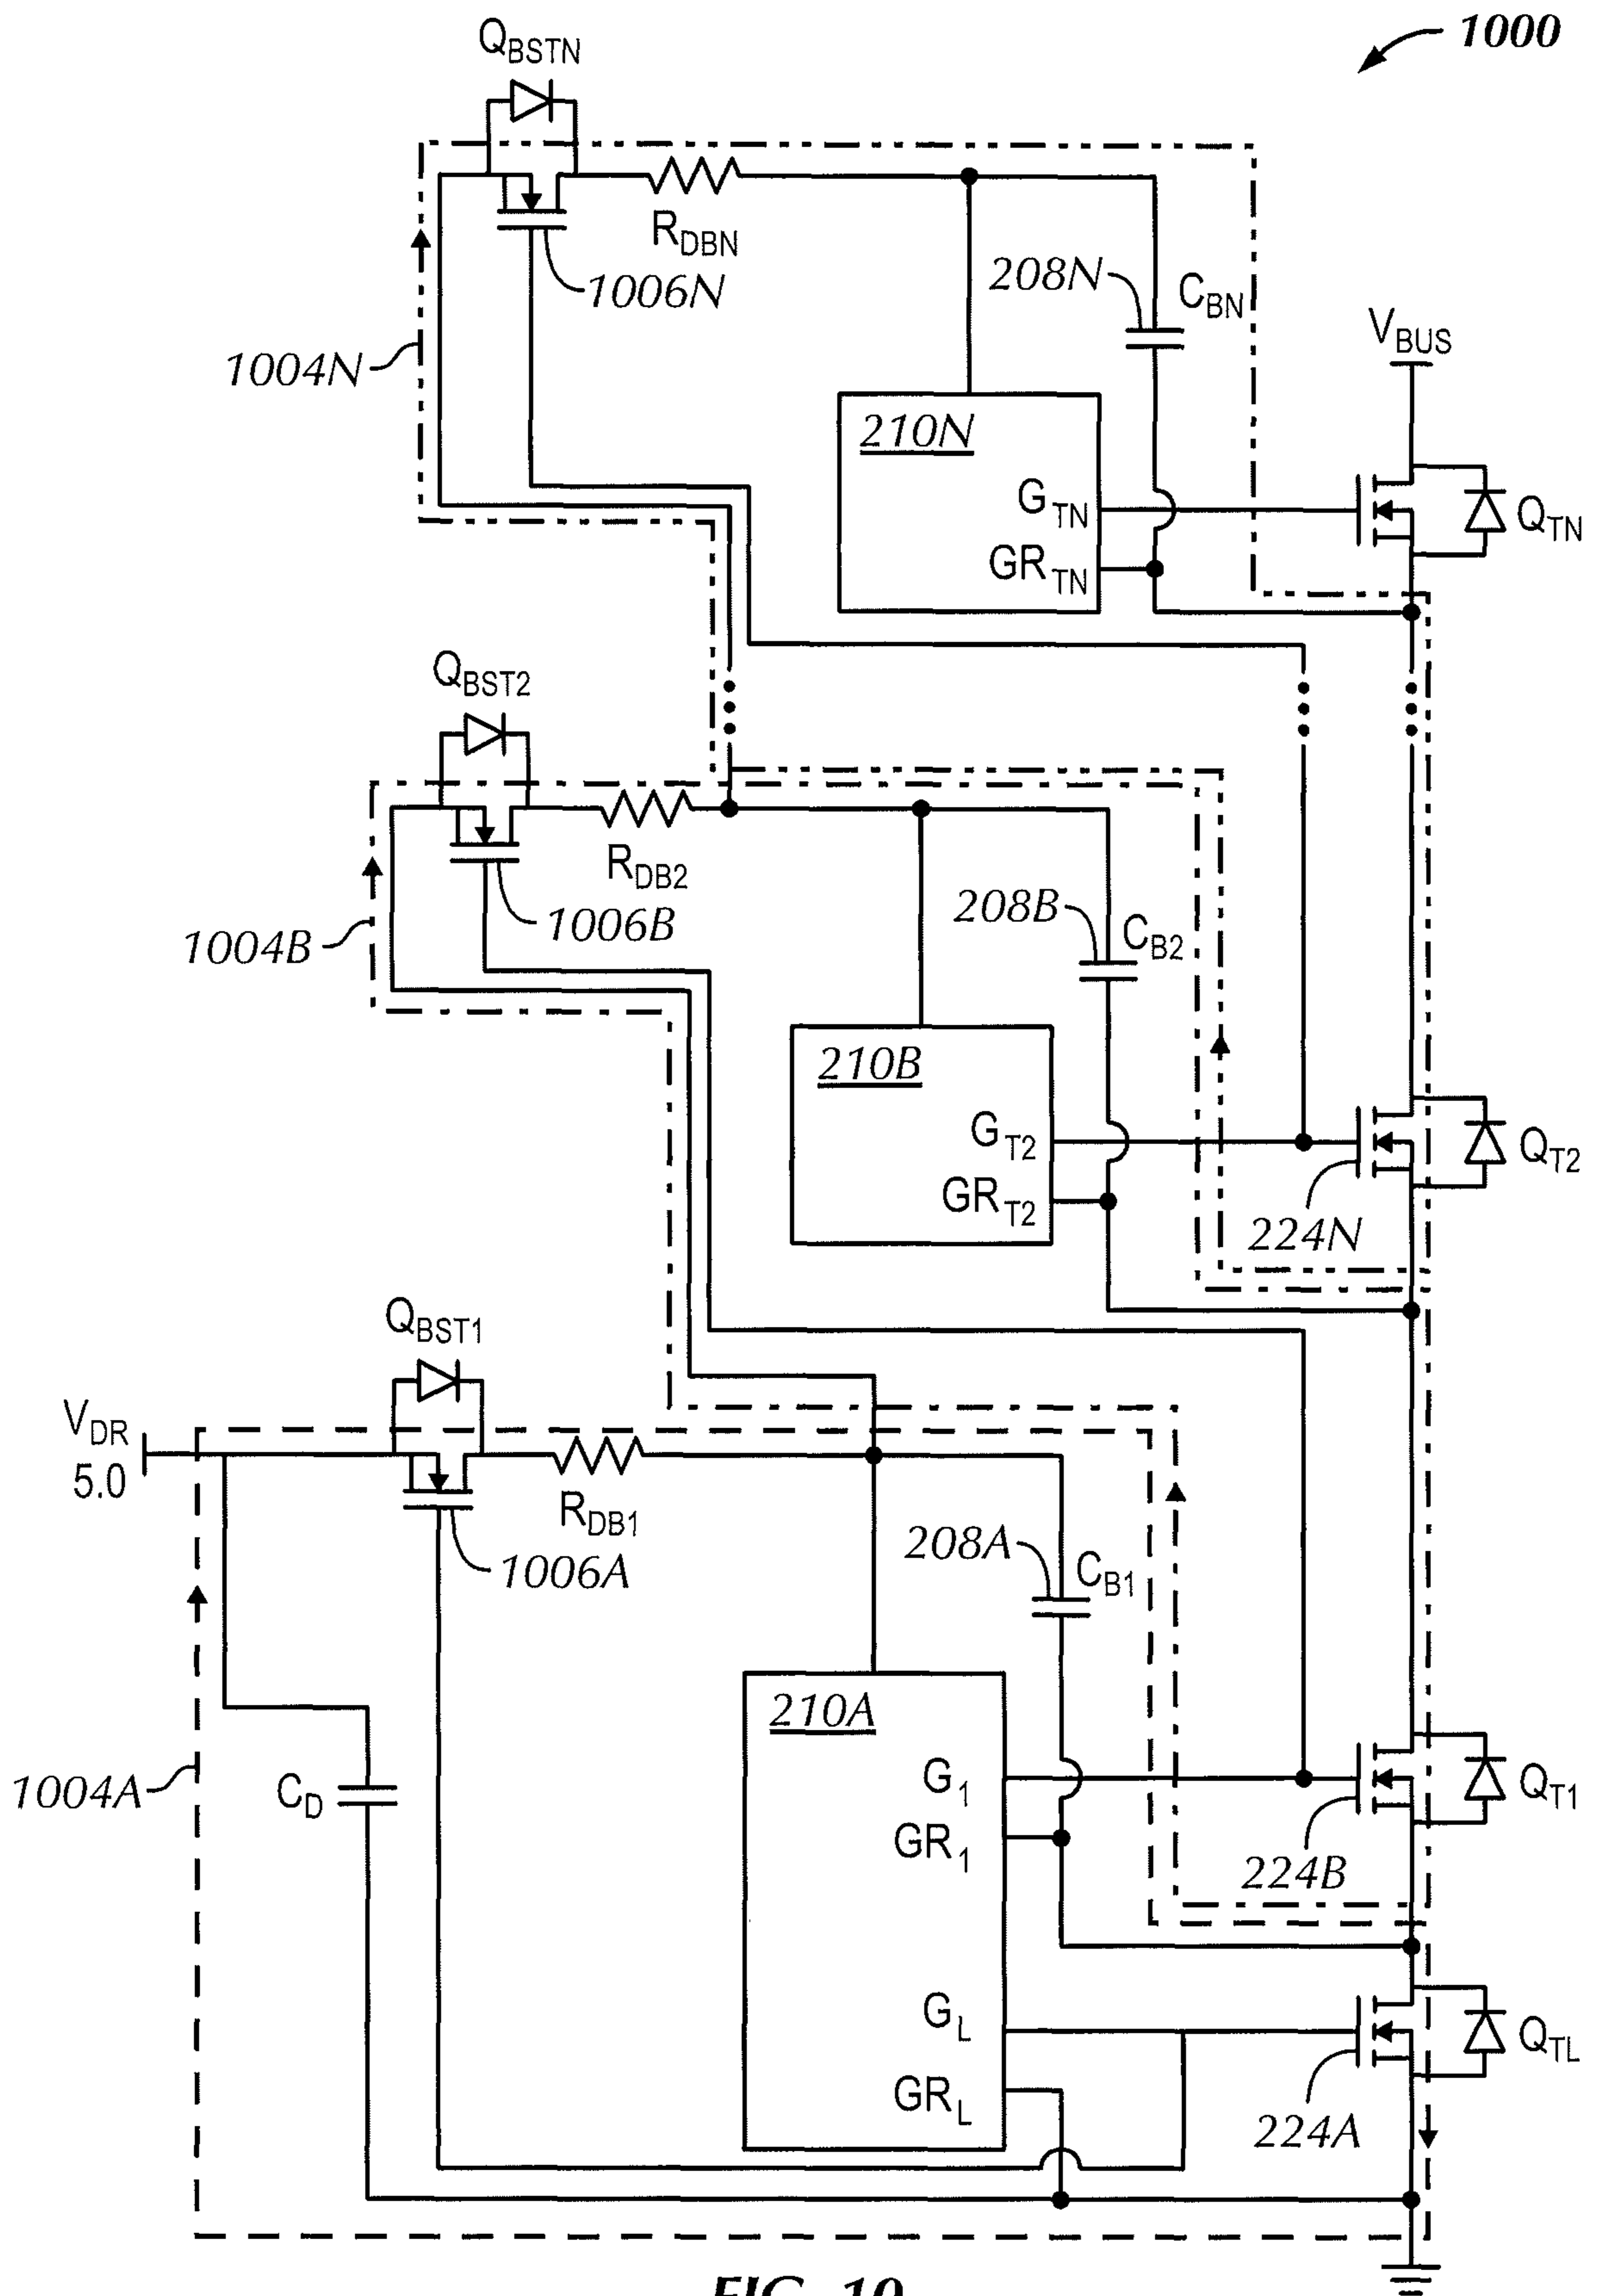 1000
Q_BSTN
R_DBN
1006N
208N
C_BN
1004N
V_BUS
210N
G_TN
GR_TN
Q_TN
Q_BST2
R_DB2
1006B
208B
C_B2
1004B
210B
G_T2
GR_T2
Q_T2
224N
Q_BST1
V_DR
5.0
R_DB1
1006A
208A
C_B1
210A
1004A
C_D
G_1
GR_1
Q_T1
224B
G_L
GR_L
Q_TL
224A
FIG. 10